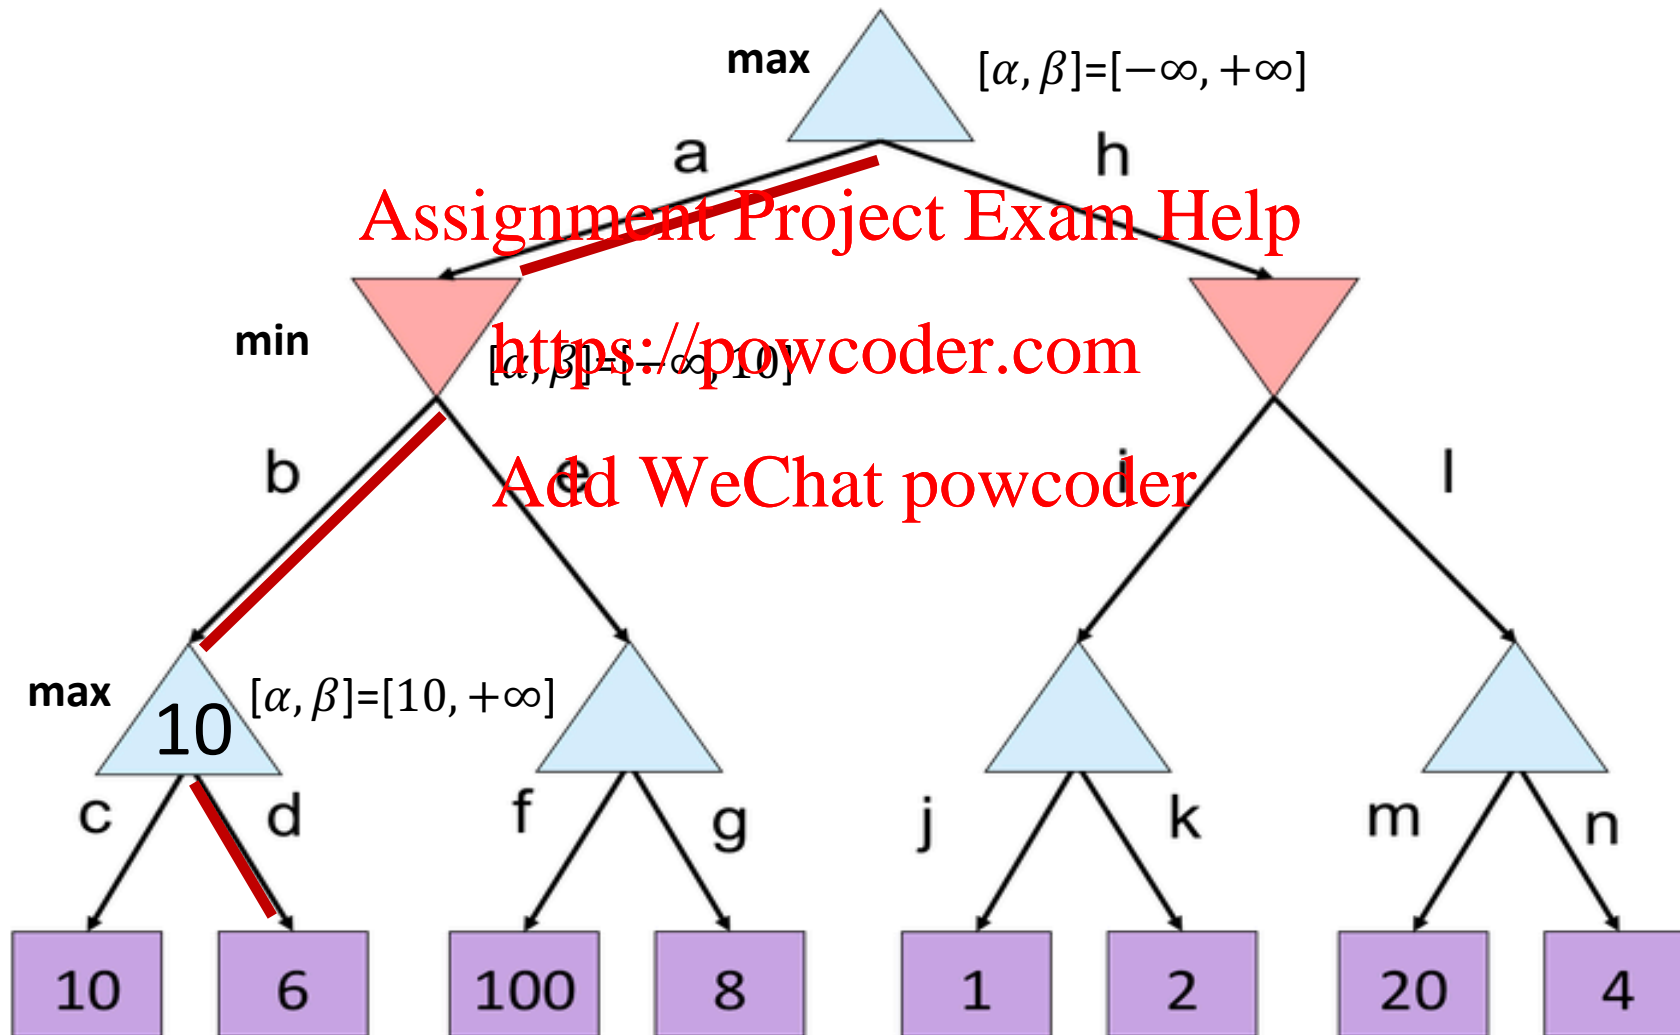 max
[α, β]=[−∞, +∞]
a
h
Assignment Project Exam Help
min
https://powcoder.com
[α, β]=[−∞, 10]
b
e
i
l
Add WeChat powcoder
max
10
[α, β]=[10, +∞]
c
d
f
g
j
k
m
n
10
6
100
8
1
2
20
4